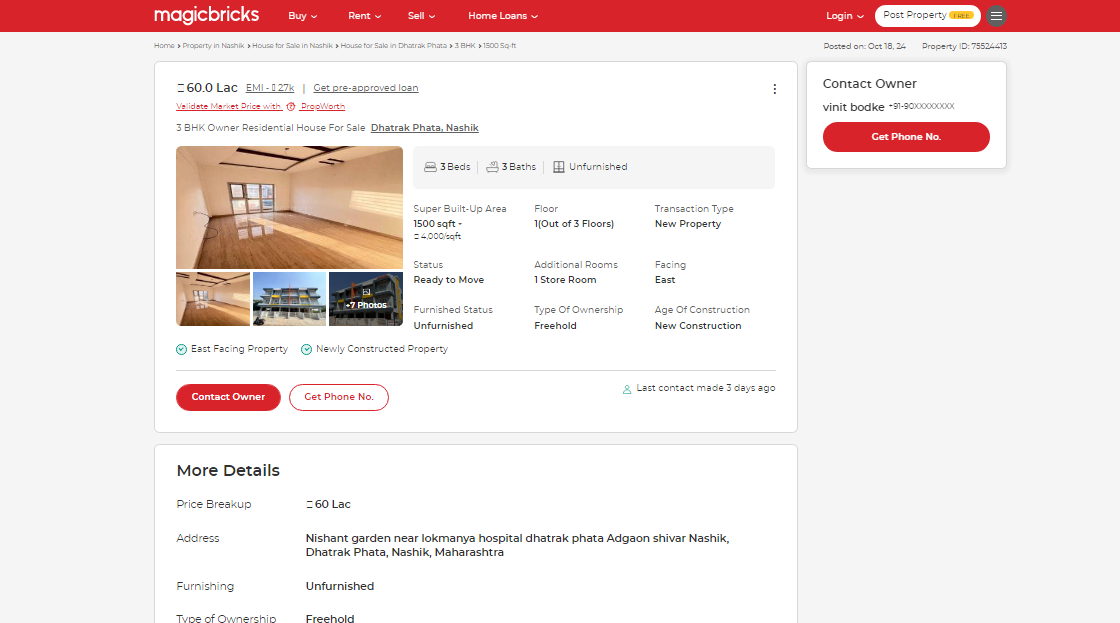 magicbricks
Buy Rent Sell Home Loans
Login Post Property FREE
Home > Property in Nashik > House for Sale in Nashik > House for Sale in Dhatrak Phata > 3 BHK > 1500 Sq-ft
Posted on: Oct 18, 24 Property ID: 75524413
60.0 Lac EMI - 27k | Get pre-approved loan
Validate Market Price with PropWorth
3 BHK Owner Residential House For Sale Dhatrak Phata, Nashik
3 Beds 3 Baths Unfurnished
Super Built-Up Area Floor Transaction Type
1500 sqft 1(Out of 3 Floors) New Property
4,000/sqft
Status Additional Rooms Facing
Ready to Move 1 Store Room East
Furnished Status Type Of Ownership Age Of Construction
Unfurnished Freehold New Construction
+7 Photos
East Facing Property Newly Constructed Property
Contact Owner Get Phone No. Last contact made 3 days ago
Contact Owner
vinit bodke +91-90XXXXXXXX
Get Phone No.
More Details
Price Breakup 60 Lac
Address Nishant garden near lokmanya hospital dhatrak phata Adgaon shivar Nashik,
Dhatrak Phata, Nashik, Maharashtra
Furnishing Unfurnished
Type of Ownership Freehold